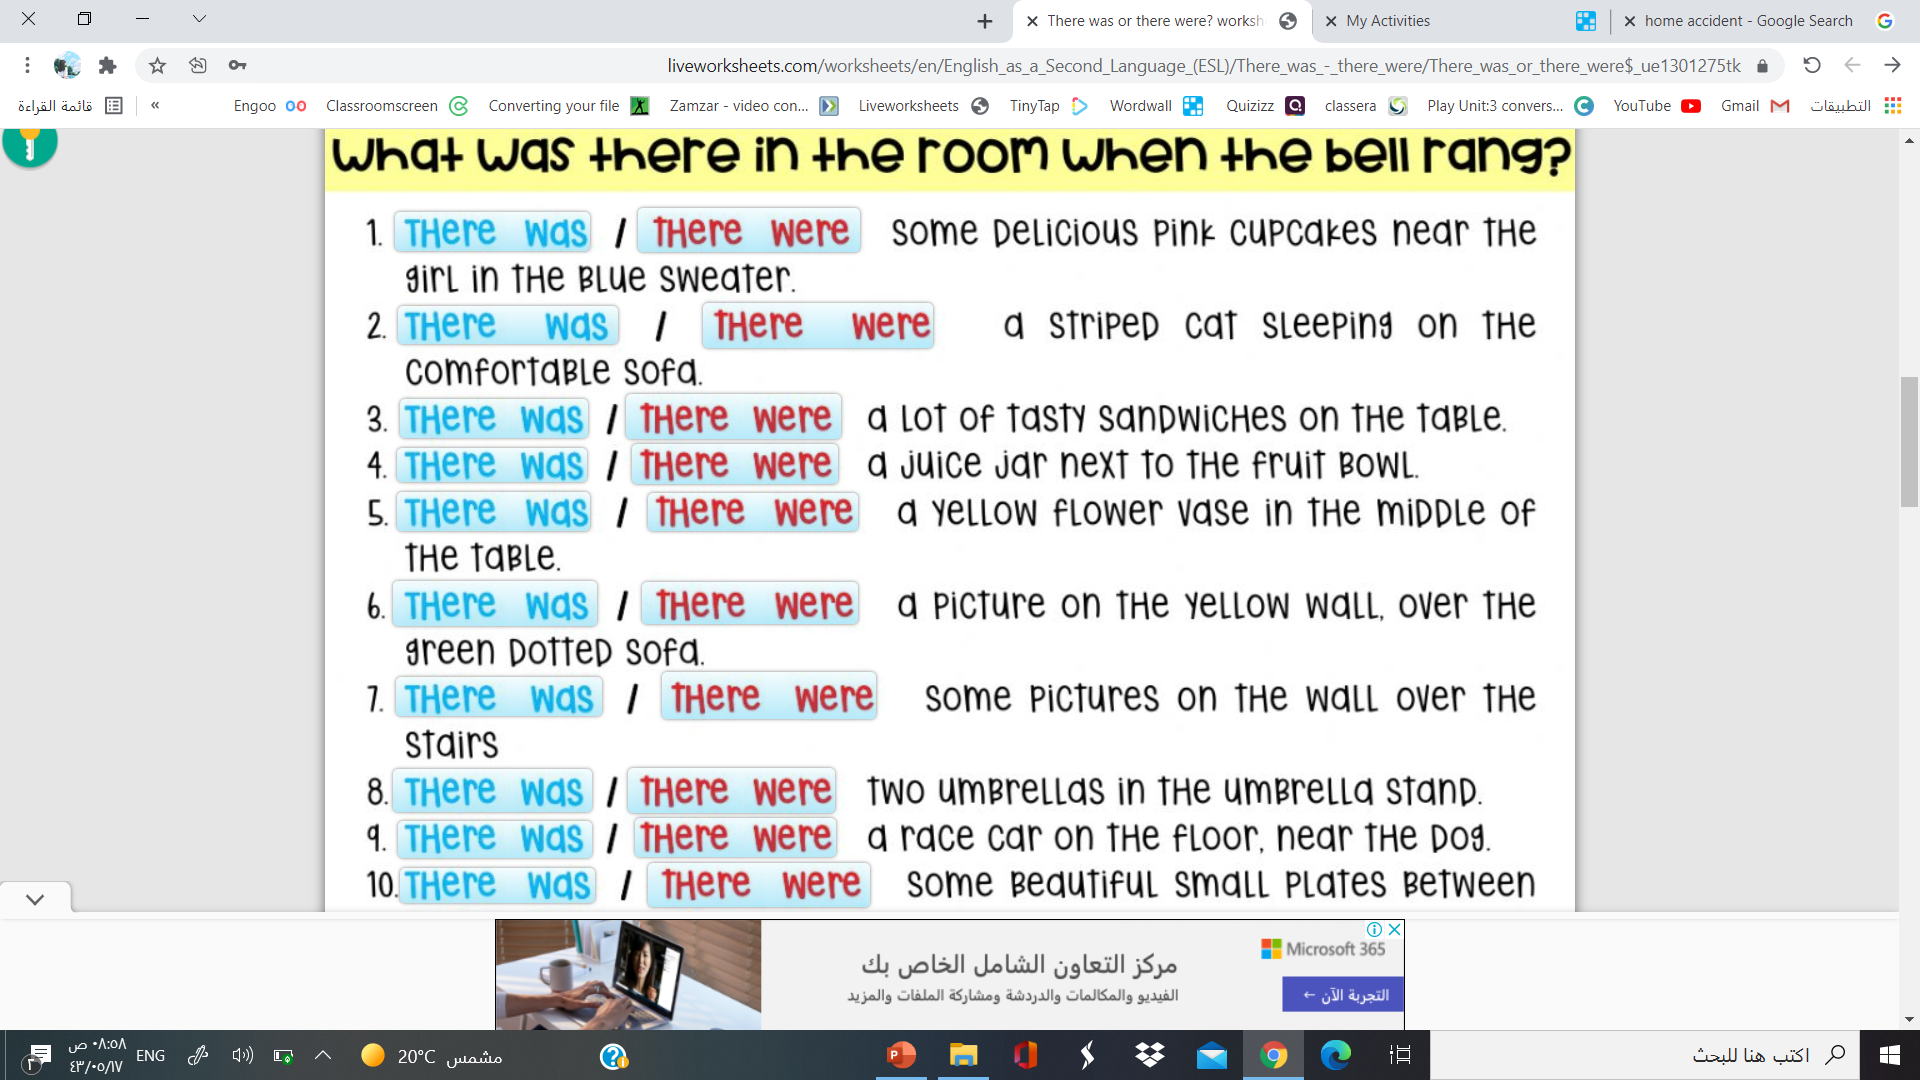 There was or there were? worksh
My Activities
home accident - Google Search
liveworksheets.com/worksheets/en/English_as_a_Second_Language_(ESL)/There_was_-_there_were/There_was_or_there_were$_ue1301275tk
قائمة القراءة
«
Engoo
Classroomscreen
Converting your file
Zamzar - video con...
Liveworksheets
TinyTap
Wordwall
Quizizz
classera
Play Unit:3 convers...
YouTube
Gmail
التطبيقات
What was there in the room when the bell rang?
1. There was / There were some delicious pink cupcakes near the
girl in the blue sweater.
2. There was / There were a striped cat sleeping on the
comfortable sofa.
3. There was / There were a lot of tasty sandwiches on the table.
4. There was / There were a juice jar next to the fruit bowl.
5. There was / There were a yellow flower vase in the middle of
the table.
6. There was / There were a picture on the yellow wall, over the
green dotted sofa.
7. There was / There were some pictures on the wall over the
stairs
8. There was / There were two umbrellas in the umbrella stand.
9. There was / There were a race car on the floor, near the dog.
10. There was / There were some beautiful small plates between
Microsoft 365
مركز التعاون الشامل الخاص بك
الفيديو والمكالمات والدردشة ومشاركة الملفات والمزيد
التجربة الآن ←
٠٨:٥٨ ص
٤٣/٠٥/١٧
٢
ENG
20°C مشمس
اكتب هنا للبحث